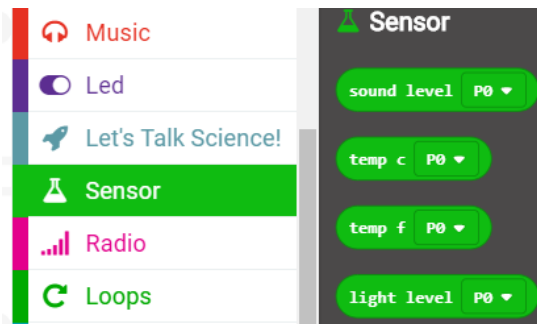 Music
Led
Let's Talk Science!
Sensor
Radio
Loops
Sensor
sound level P0
temp c P0
temp f P0
light level P0